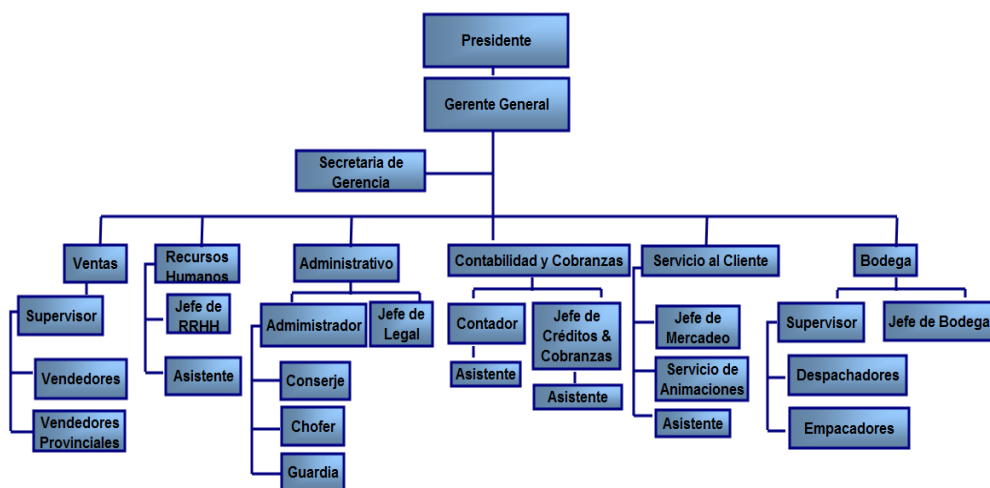 Presidente
Gerente General
Secretaria de
Gerencia
Ventas
Supervisor
Vendedores
Vendedores
Provinciales
Recursos
Humanos
Jefe de
RRHH
Asistente
Administrativo
Admimistrador
Conserje
Chofer
Guardia
Jefe de
Legal
Contabilidad y Cobranzas
Contador
Asistente
Jefe de
Créditos &
Cobranzas
Asistente
Servicio al Cliente
Jefe de
Mercadeo
Servicio de
Animaciones
Asistente
Bodega
Supervisor
Despachadores
Empacadores
Jefe de Bodega